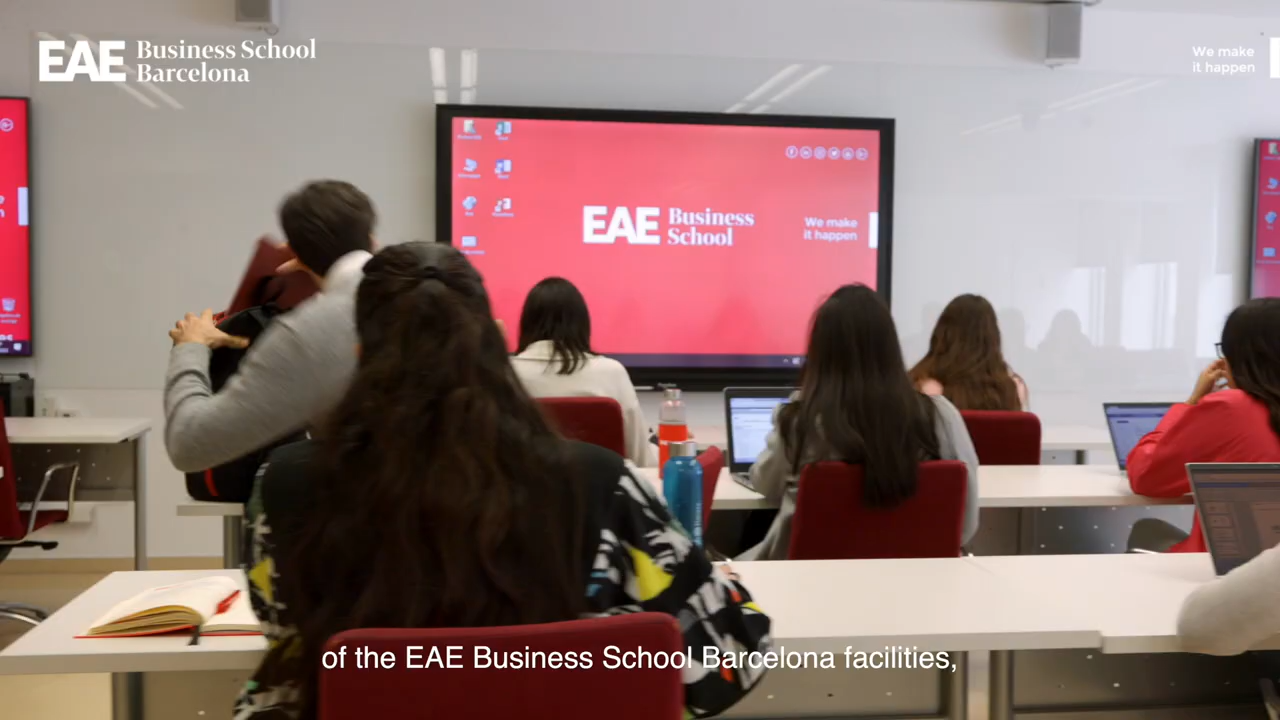 EAE Business School
Barcelona
We make
it happen
EAE Business
School
We make
it happen
of the EAE Business School Barcelona facilities,